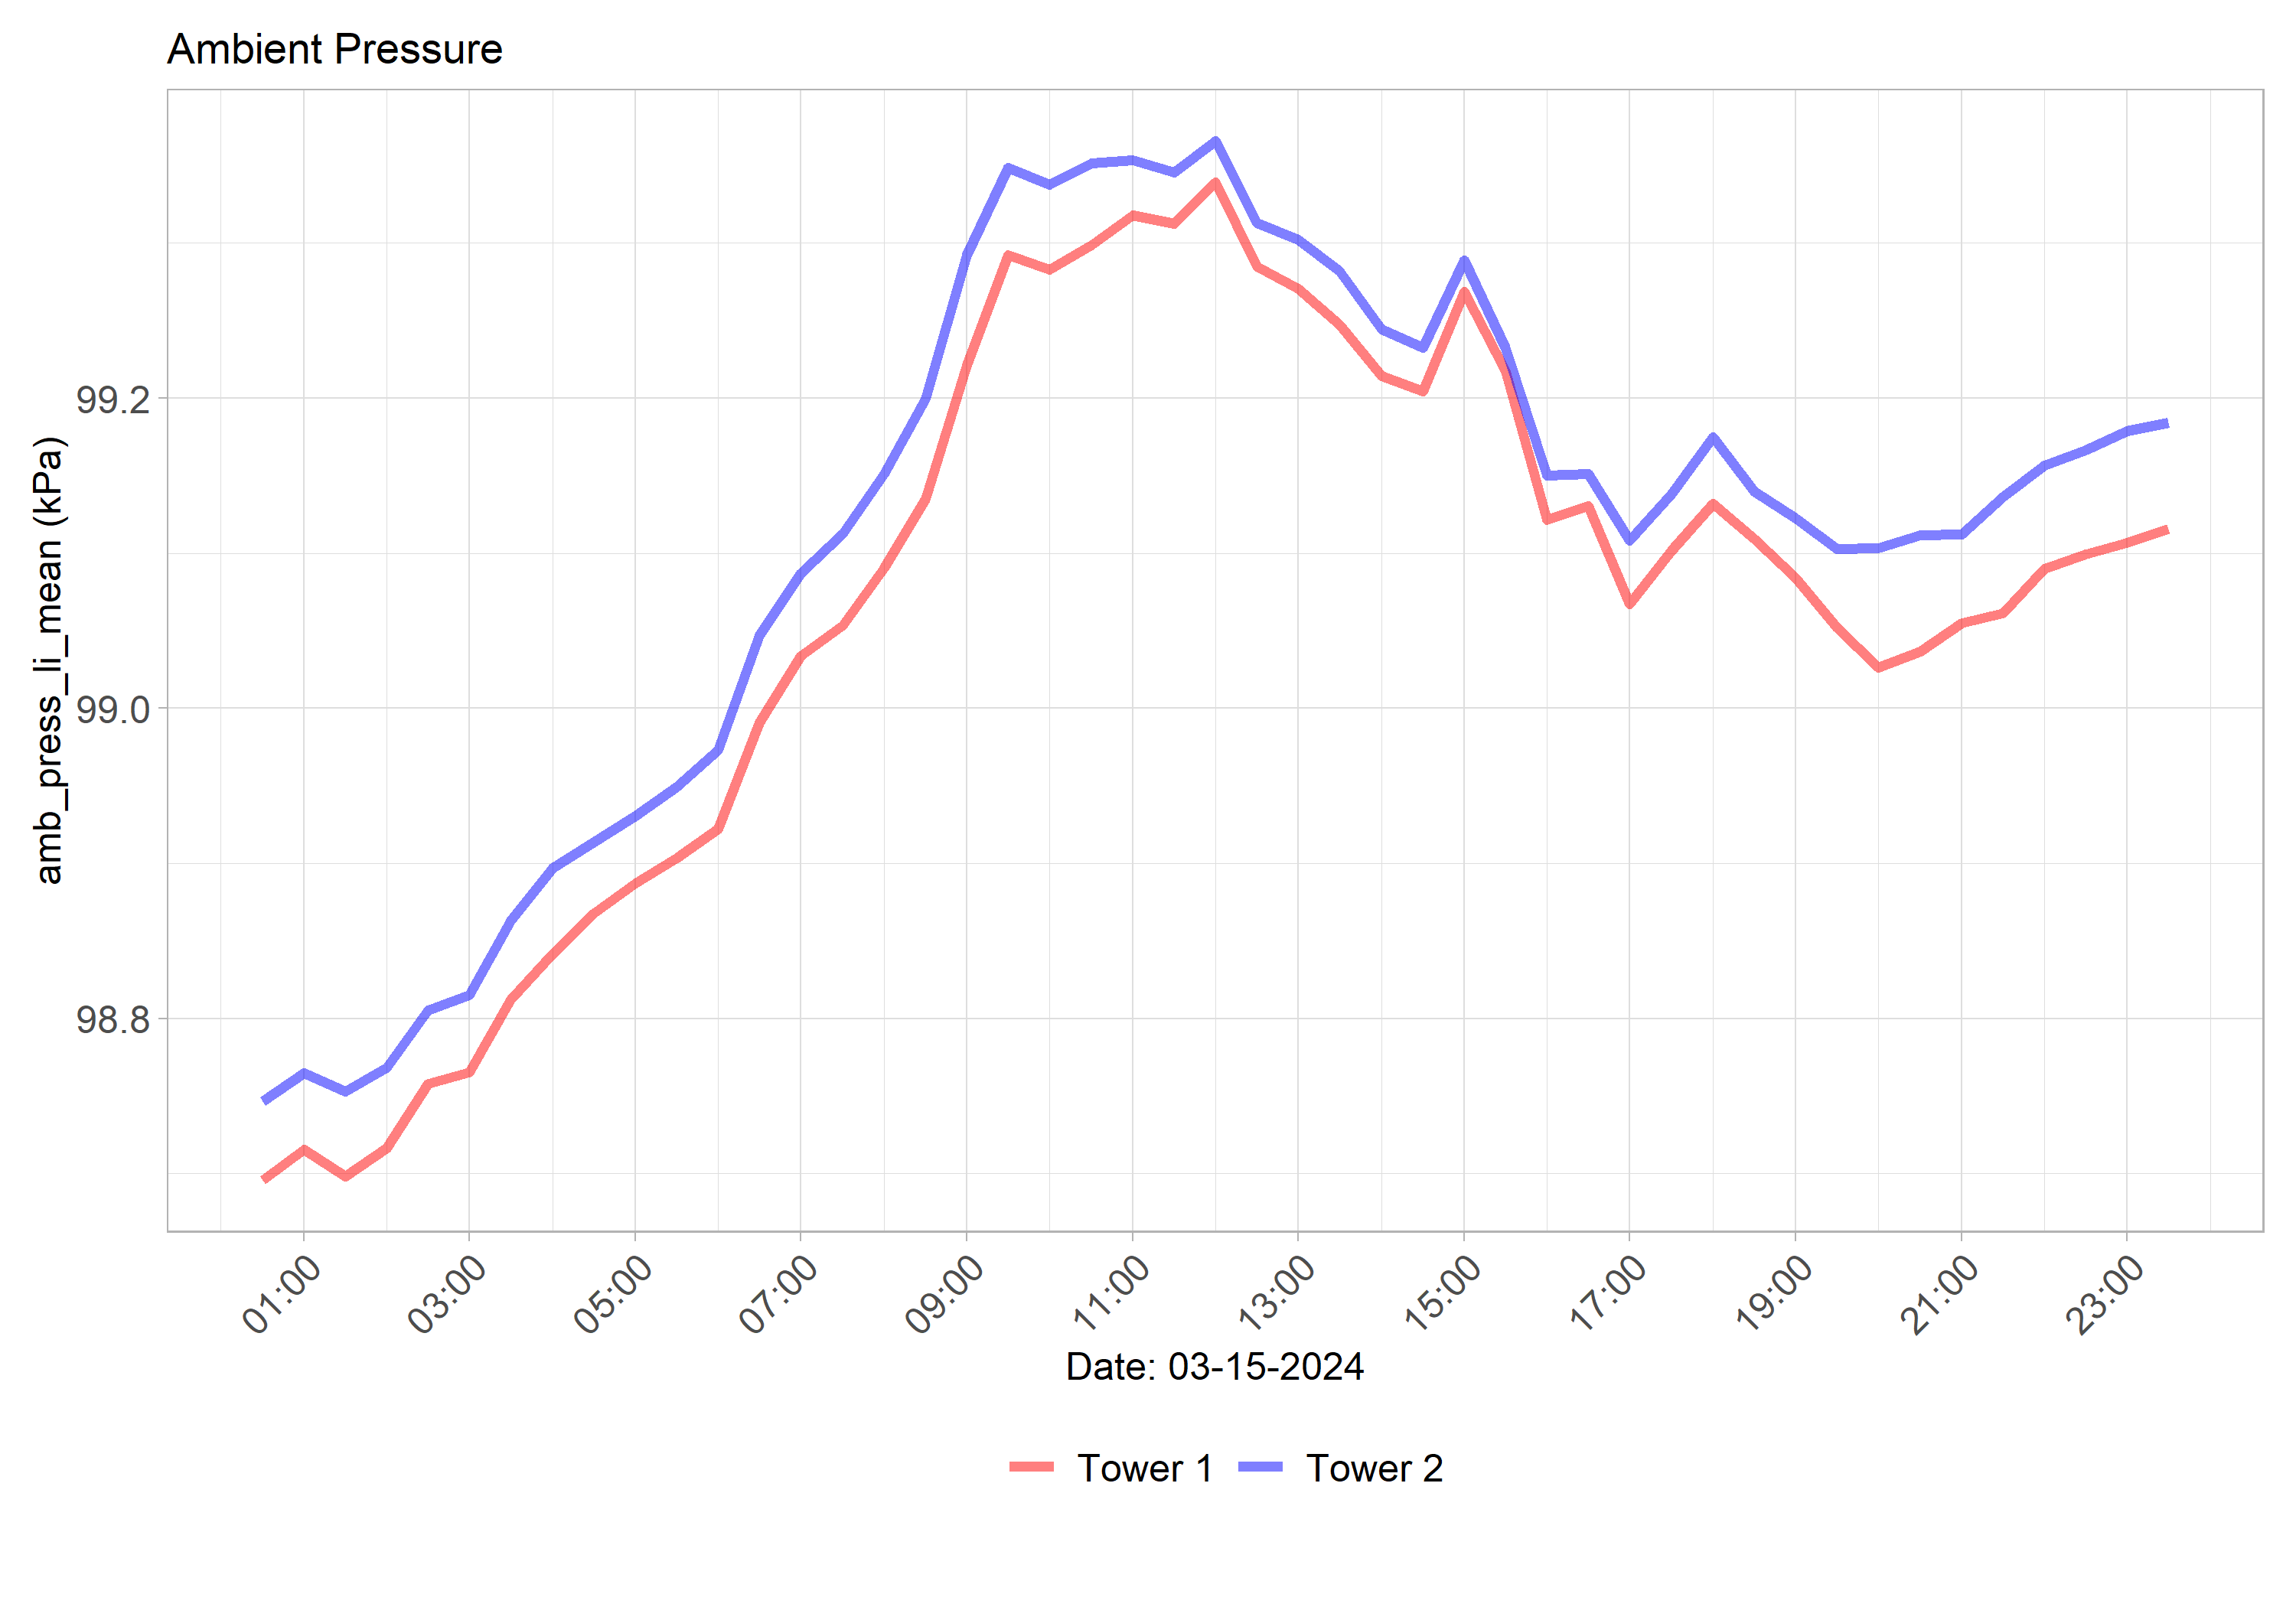 Ambient Pressure
amb_press_li_mean (kPa)
99.2
99.0
98.8
01:00 03:00 05:00 07:00 09:00 11:00 13:00 15:00 17:00 19:00 21:00 23:00
Date: 03-15-2024
Tower 1 Tower 2